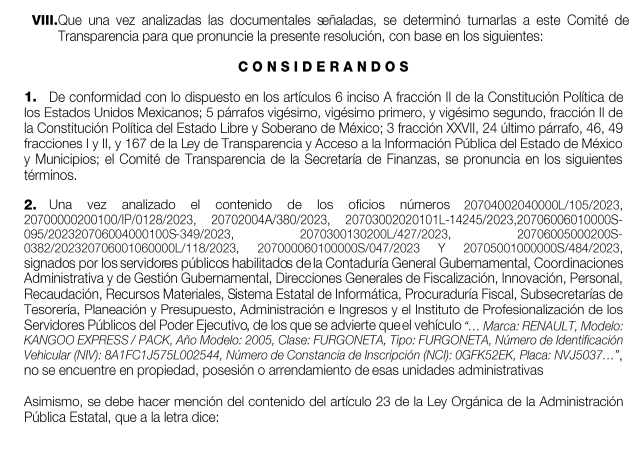 VIII.Que una vez analizadas las documentales señaladas, se determinó turnarlas a este Comité de
Transparencia para que pronuncie la presente resolución, con base en los siguientes:
C O N S I D E R A N D O S
1. De conformidad con lo dispuesto en los artículos 6 inciso A fracción II de la Constitución Política de
los Estados Unidos Mexicanos; 5 párrafos vigésimo, vigésimo primero, y vigésimo segundo, fracción II de
la Constitución Política del Estado Libre y Soberano de México; 3 fracción XXVII, 24 último párrafo, 46, 49
fracciones I y II, y 167 de la Ley de Transparencia y Acceso a la Información Pública del Estado de México
y Municipios; el Comité de Transparencia de la Secretaría de Finanzas, se pronuncia en los siguientes
términos.
2. Una vez analizado el contenido de los oficios números 20704002040000L/105/2023,
20700000200100/IP/0128/2023, 20702004A/380/2023, 20703002020101L-14245/2023,20706006010000S-
095/202320706004000100S-349/2023, 2070300130200L/427/2023, 20706005000200S-
0382/202320706001060000L/118/2023, 207000060100000S/047/2023 Y 20705001000000S/484/2023,
signados por los servidores públicos habilitados de la Contaduría General Gubernamental, Coordinaciones
Administrativa y de Gestión Gubernamental, Direcciones Generales de Fiscalización, Innovación, Personal,
Recaudación, Recursos Materiales, Sistema Estatal de Informática, Procuraduría Fiscal, Subsecretarías de
Tesorería, Planeación y Presupuesto, Administración e Ingresos y el Instituto de Profesionalización de los
Servidores Públicos del Poder Ejecutivo, de los que se advierte que el vehículo “... Marca: RENAULT, Modelo:
KANGOO EXPRESS / PACK, Año Modelo: 2005, Clase: FURGONETA, Tipo: FURGONETA, Número de Identificación
Vehicular (NIV): 8A1FC1J575L002544, Número de Constancia de Inscripción (NCI): 0GFK52EK, Placa: NVJ5037...”,
no se encuentre en propiedad, posesión o arrendamiento de esas unidades administrativas
Asimismo, se debe hacer mención del contenido del artículo 23 de la Ley Orgánica de la Administración
Pública Estatal, que a la letra dice: